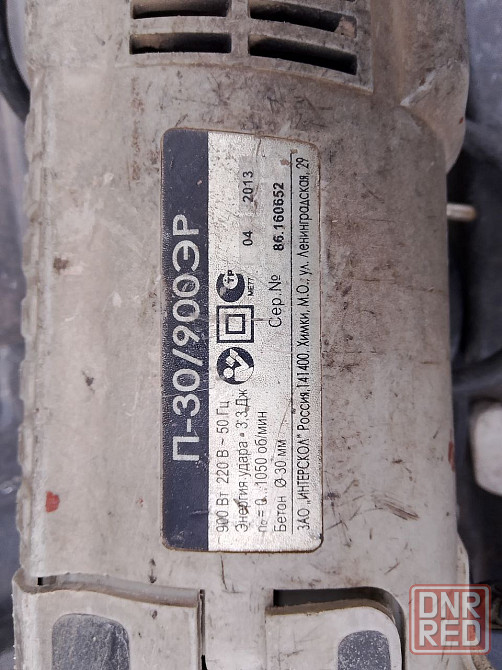 П-30/900ЭР
900 Вт 220 В ~ 50 Гц
Энергия удара - 3,3 Дж
n₀ = 0...1050 об/мин
Бетон Ø 30 мм
МЕ77
04 2013
Сер.№ 86.160652
ЗАО „ИНТЕРСКОЛ" Россия,141400, Химки, М.О., ул. Ленинградская, 29
DNR
RED